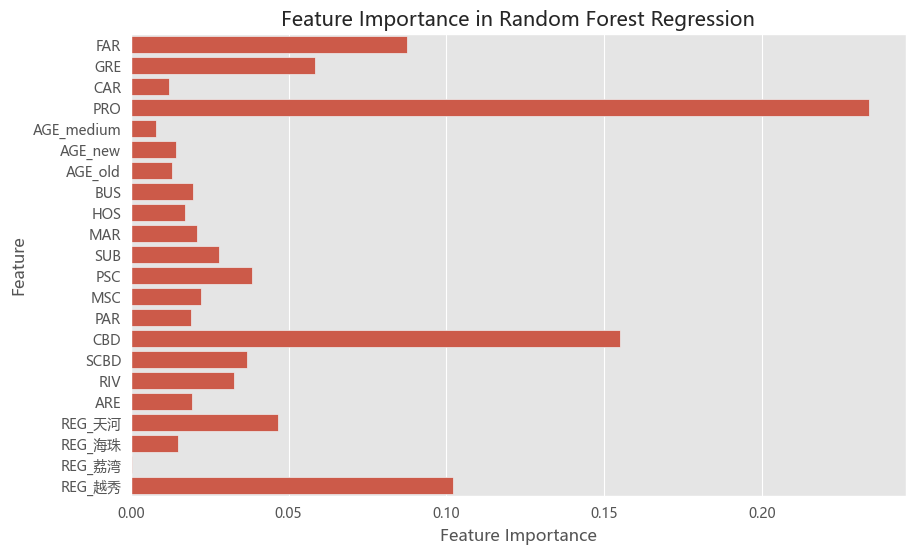 Feature Importance in Random Forest Regression
FAR
GRE
CAR
PRO
AGE_medium
AGE_new
AGE_old
BUS
HOS
MAR
SUB
PSC
MSC
PAR
CBD
SCBD
RIV
ARE
REG_天河
REG_海珠
REG_荔湾
REG_越秀
Feature
0.00 0.05 0.10 0.15 0.20
Feature Importance